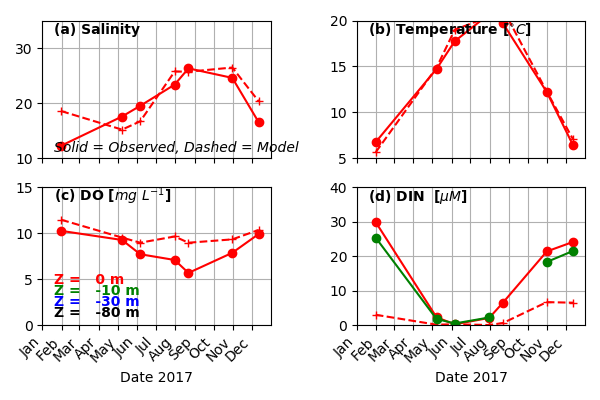 (a) Salinity
30
20
10
Solid = Observed, Dashed = Model
(b) Temperature [ C]
20
15
10
5
(c) DO [mg L⁻¹]
15
10
5
0
Z = 0 m
Z = -10 m
Z = -30 m
Z = -80 m
Jan Feb Mar Apr May Jun Jul Aug Sep Oct Nov Dec
Date 2017
(d) DIN [μM]
40
30
20
10
0
Jan Feb Mar Apr May Jun Jul Aug Sep Oct Nov Dec
Date 2017